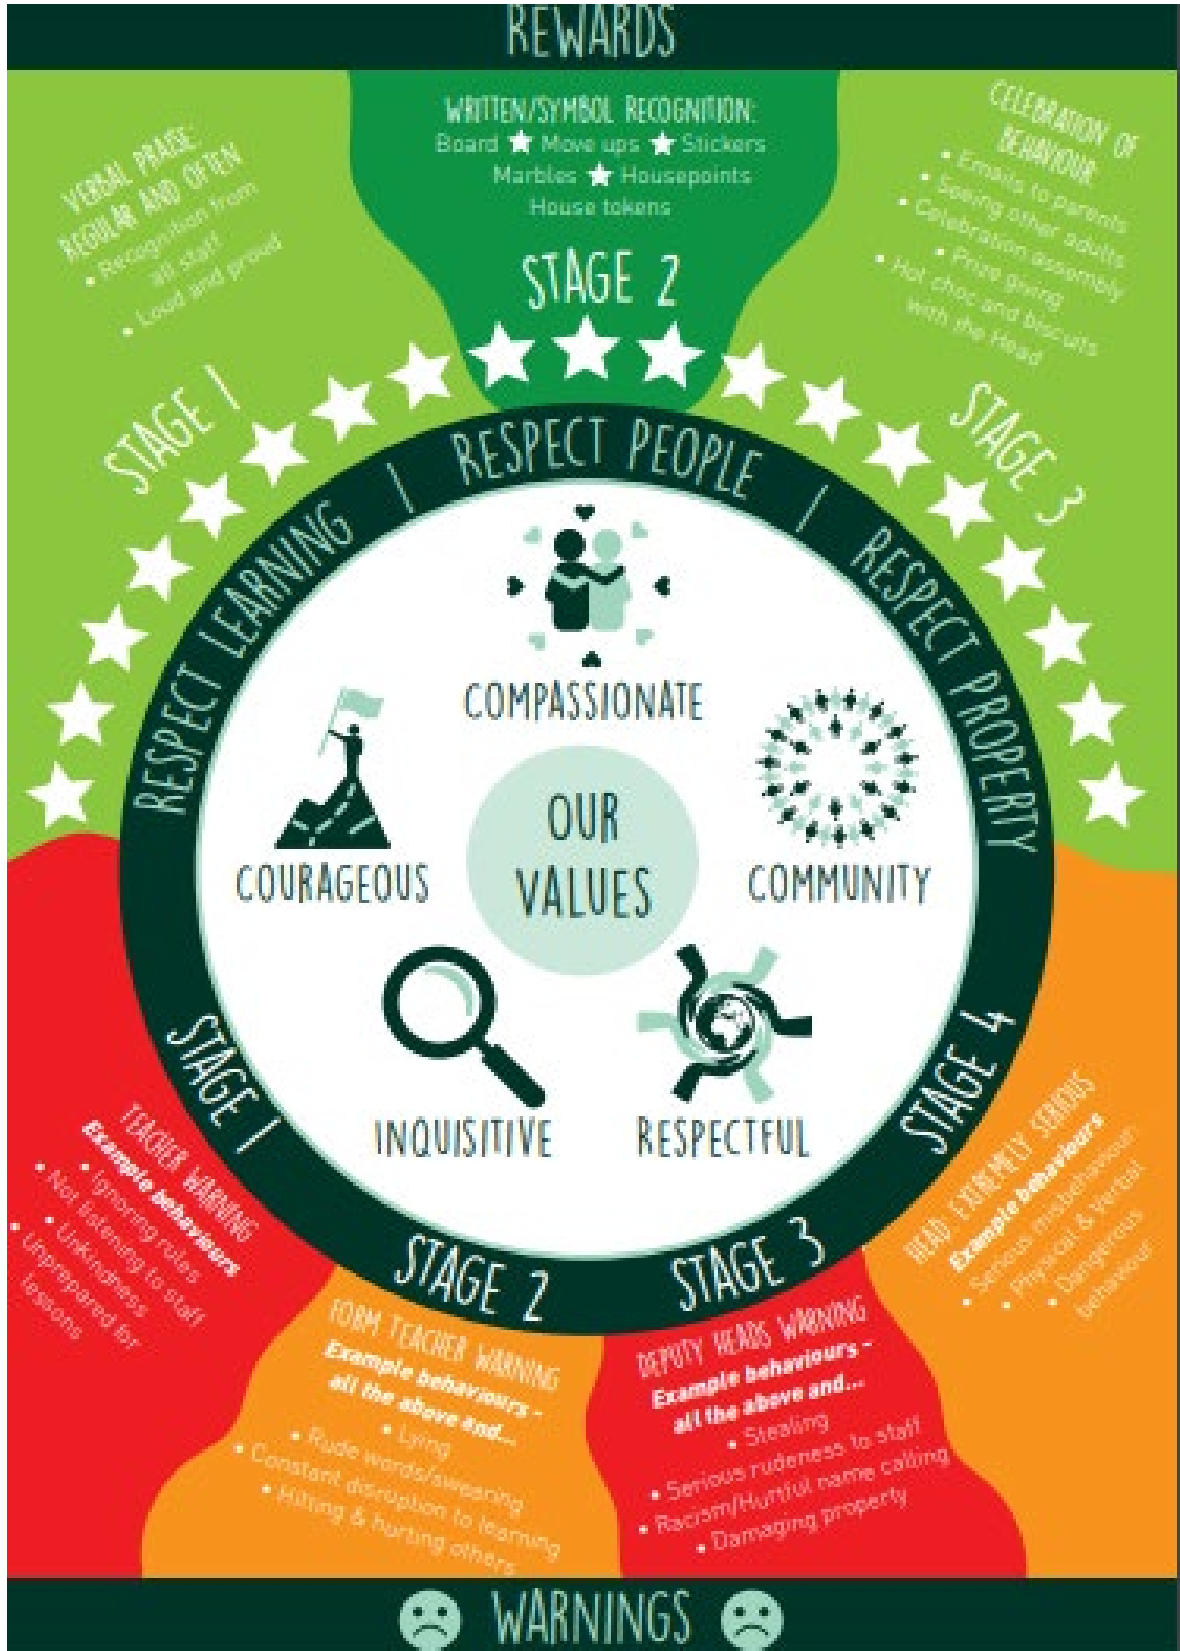 REWARDS
VERBAL PRAISE:
REGULAR AND OFTEN
• Recognition from
all staff
• Loud and proud
STAGE 1
WRITTEN/SYMBOL RECOGNITION:
Board ★ Move ups ★ Stickers
Marbles ★ Housepoints
House tokens
STAGE 2
CELEBRATION OF
BEHAVIOUR:
• Emails to parents
• Seeing other adults
• Celebration assembly
• Prize giving
• Hot choc and biscuits
with the Head
STAGE 3
RESPECT LEARNING | RESPECT PEOPLE | RESPECT PROPERTY
COMPASSIONATE
COURAGEOUS
OUR
VALUES
COMMUNITY
INQUISITIVE
RESPECTFUL
STAGE 1
TEACHER WARNING
Example behaviours
• Ignoring rules
• Not listening to staff
• Unkindness
• Unprepared for
lessons
STAGE 2
FORM TEACHER WARNING
Example behaviours -
all the above and...
• Lying
• Rude words/swearing
• Constant disruption to learning
• Hitting & hurting others
STAGE 3
DEPUTY HEADS WARNING
Example behaviours -
all the above and...
• Stealing
• Serious rudeness to staff
• Racism/Hurtful name calling
• Damaging property
STAGE 4
HEAD EXTREMELY SERIOUS
Example behaviours
• Serious misbehaviour
• Physical & verbal
• Dangerous
behaviour
WARNINGS